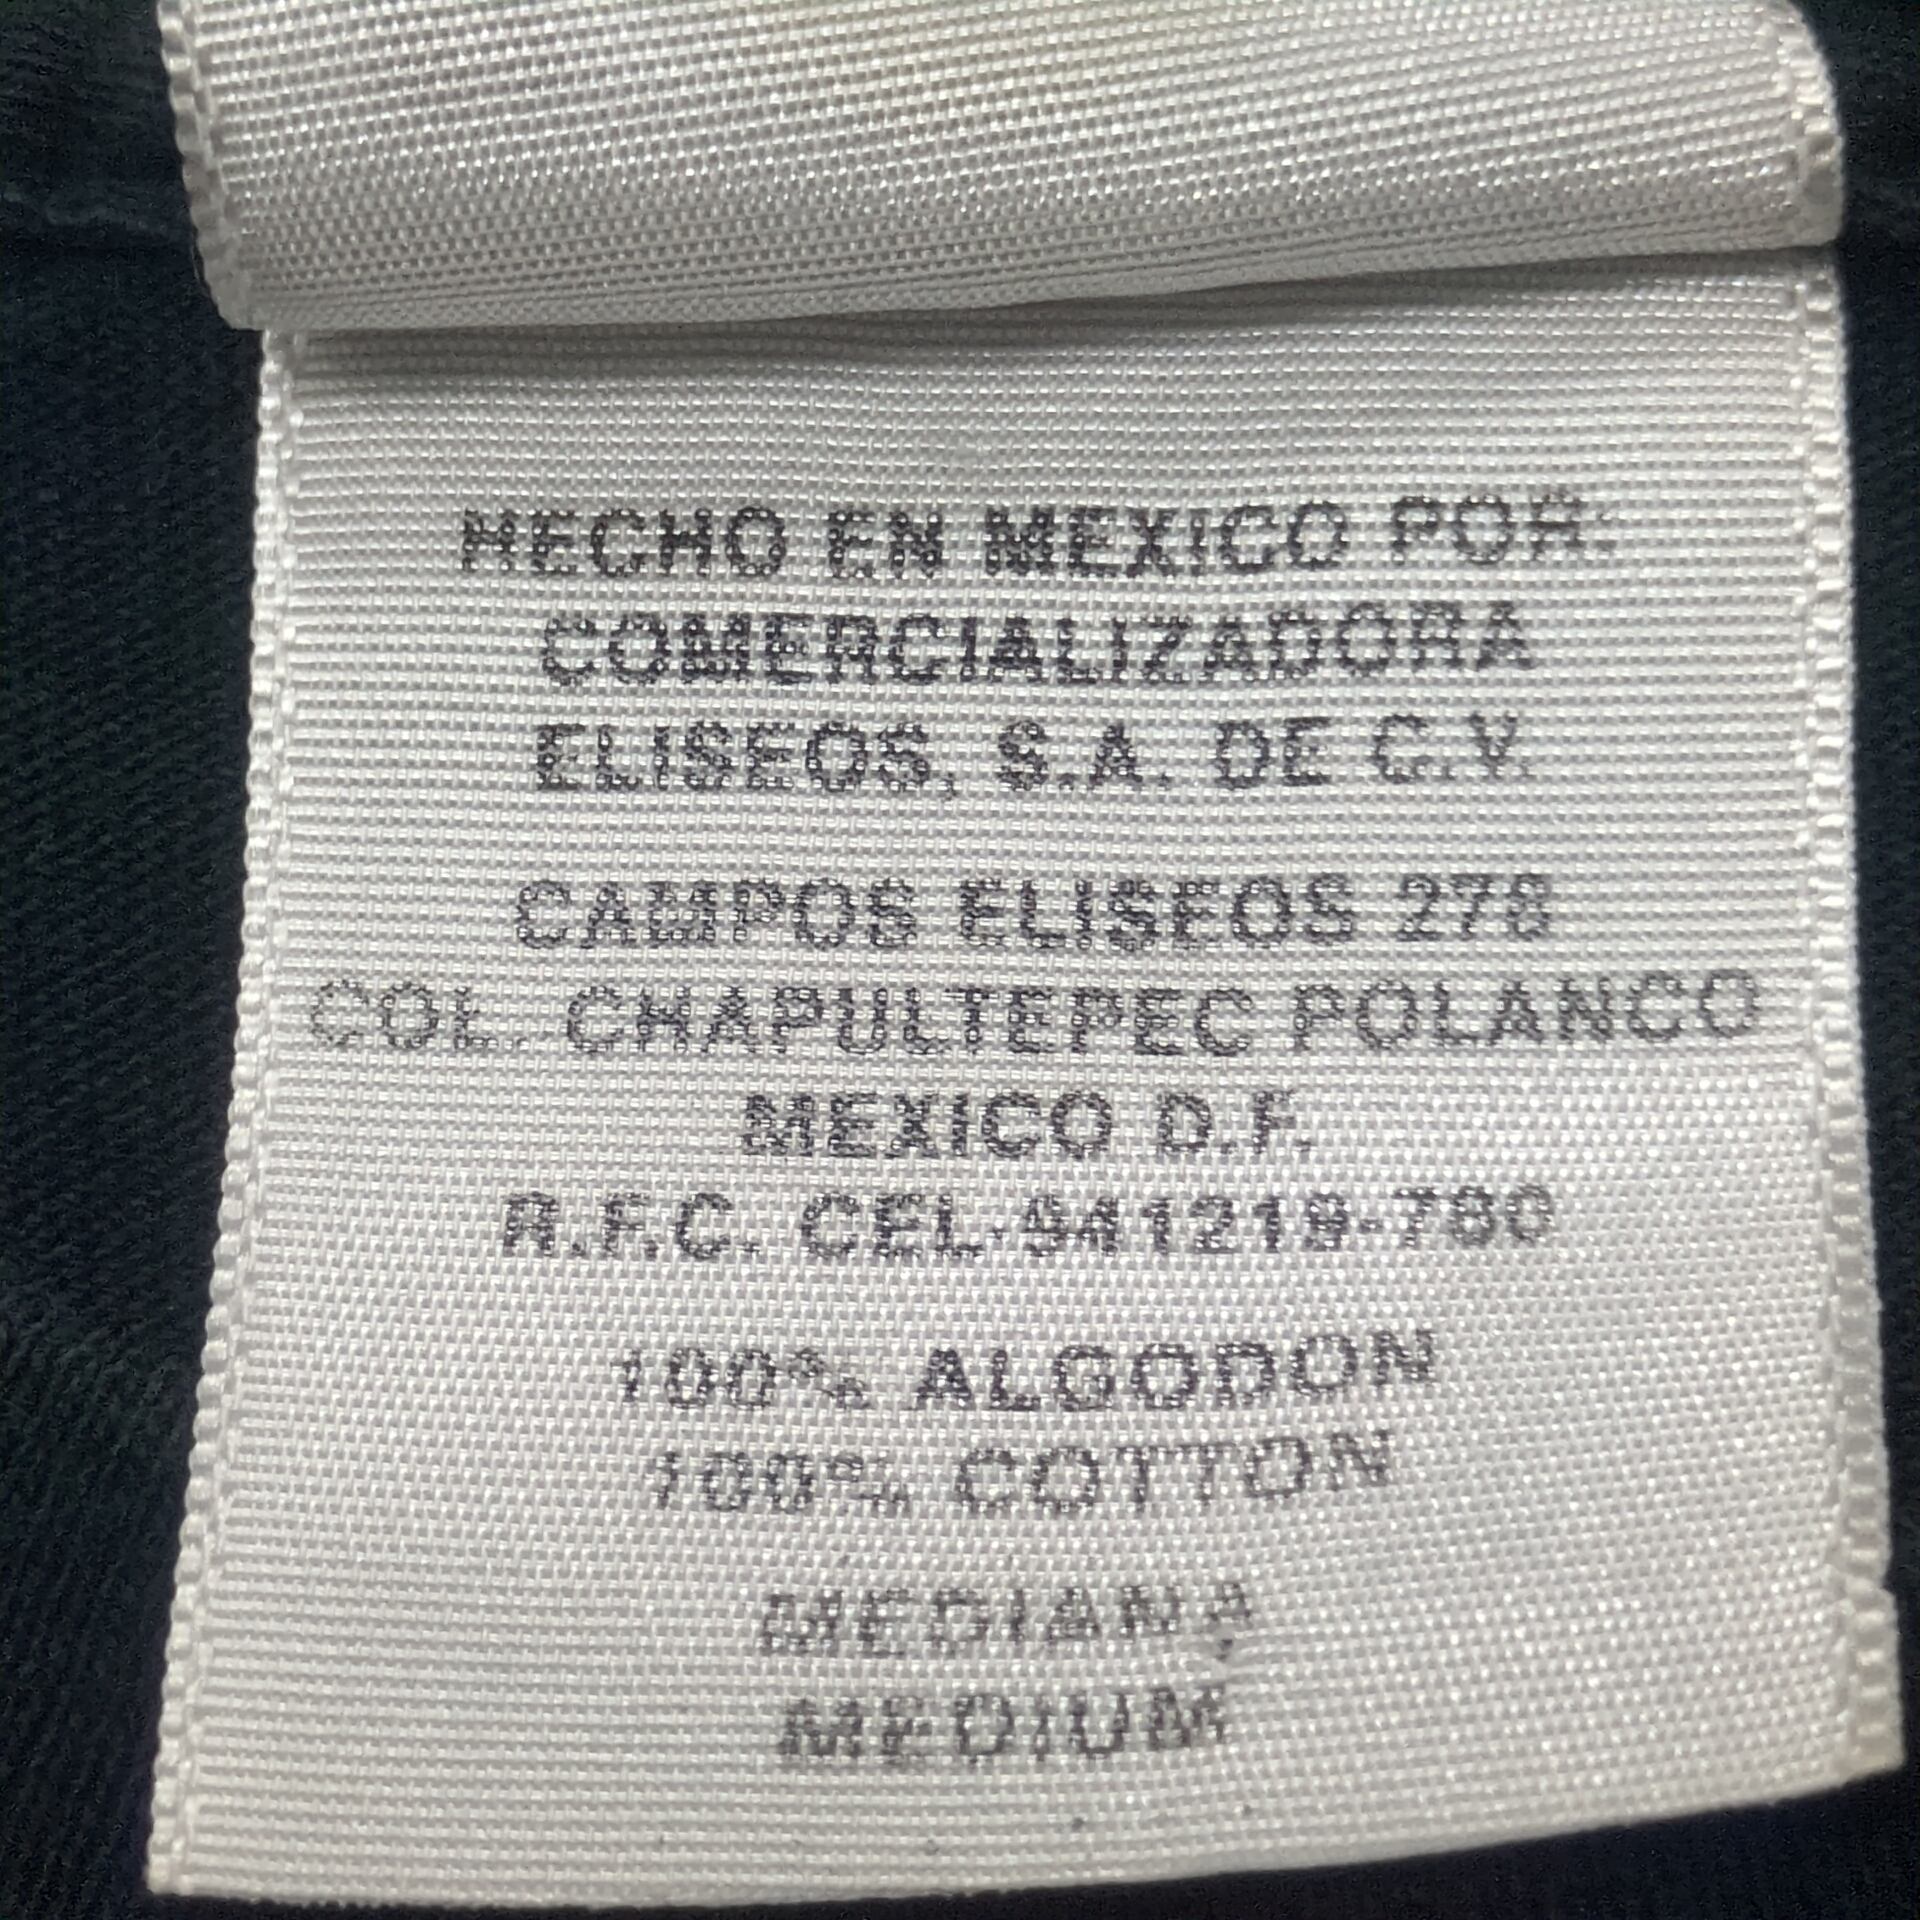 HECHO EN MEXICO POR:
COMERCIALIZADORA
ELISEOS, S.A. DE C.V.
CAMPOS ELISEOS 276
COL. CHAPULTEPEC POLANCO
MEXICO D.F.
R.F.C. CEL-941219-780
100% ALGODON
100% COTTON
MEDIANA
MEDIUM